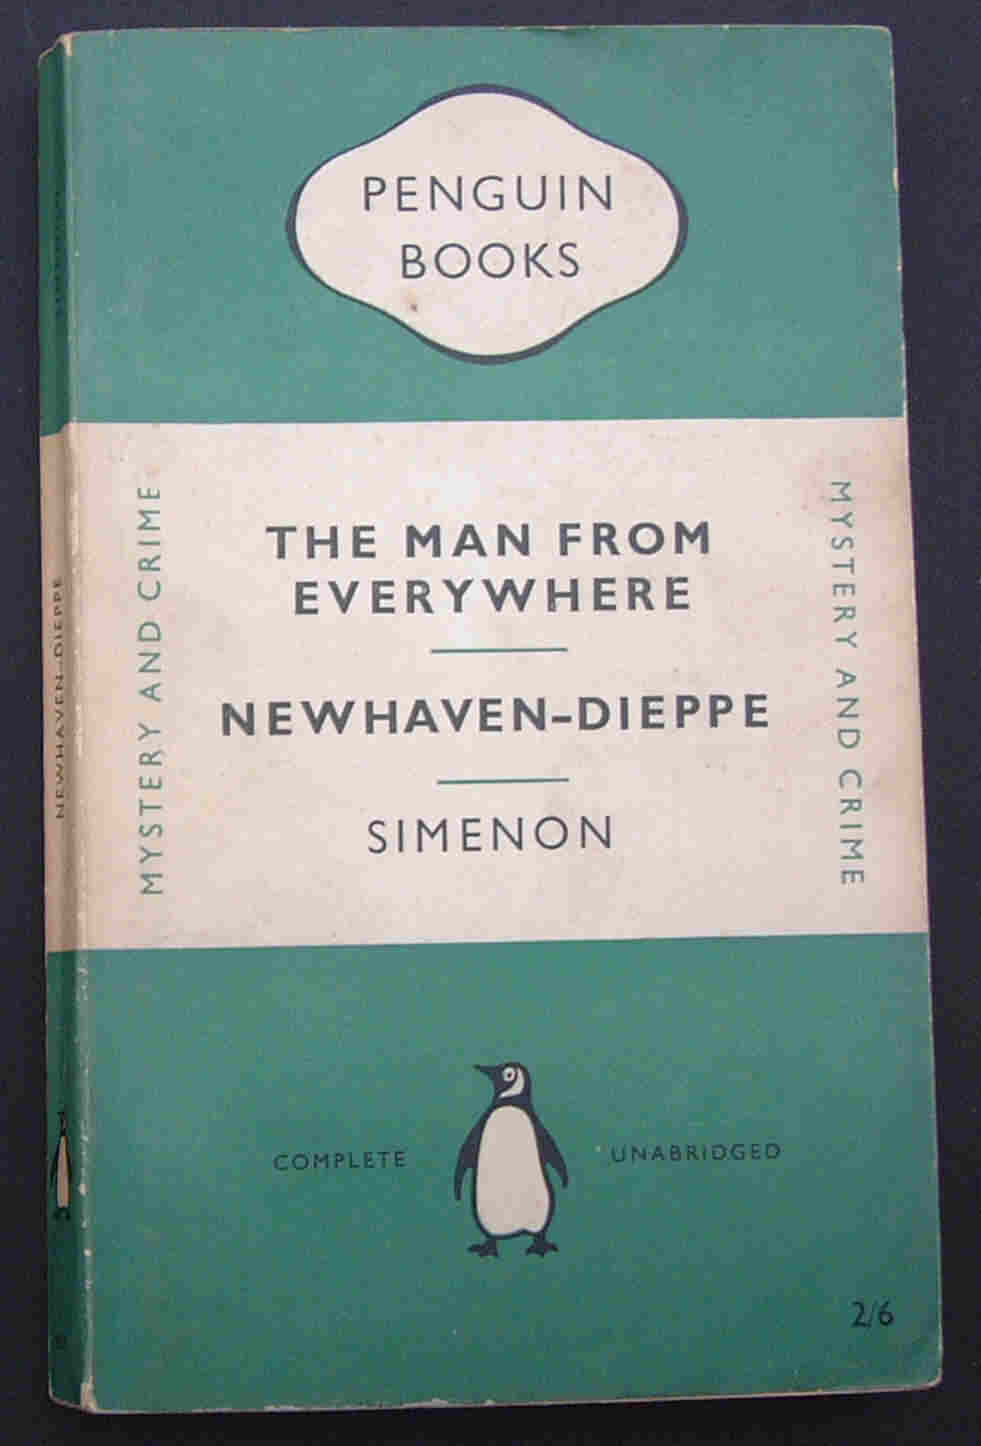 PENGUIN
BOOKS
THE MAN FROM
EVERYWHERE
NEWHAVEN-DIEPPE
SIMENON
MYSTERY AND CRIME
MYSTERY AND CRIME
COMPLETE
UNABRIDGED
2/6
NEWHAVEN-DIEPPE